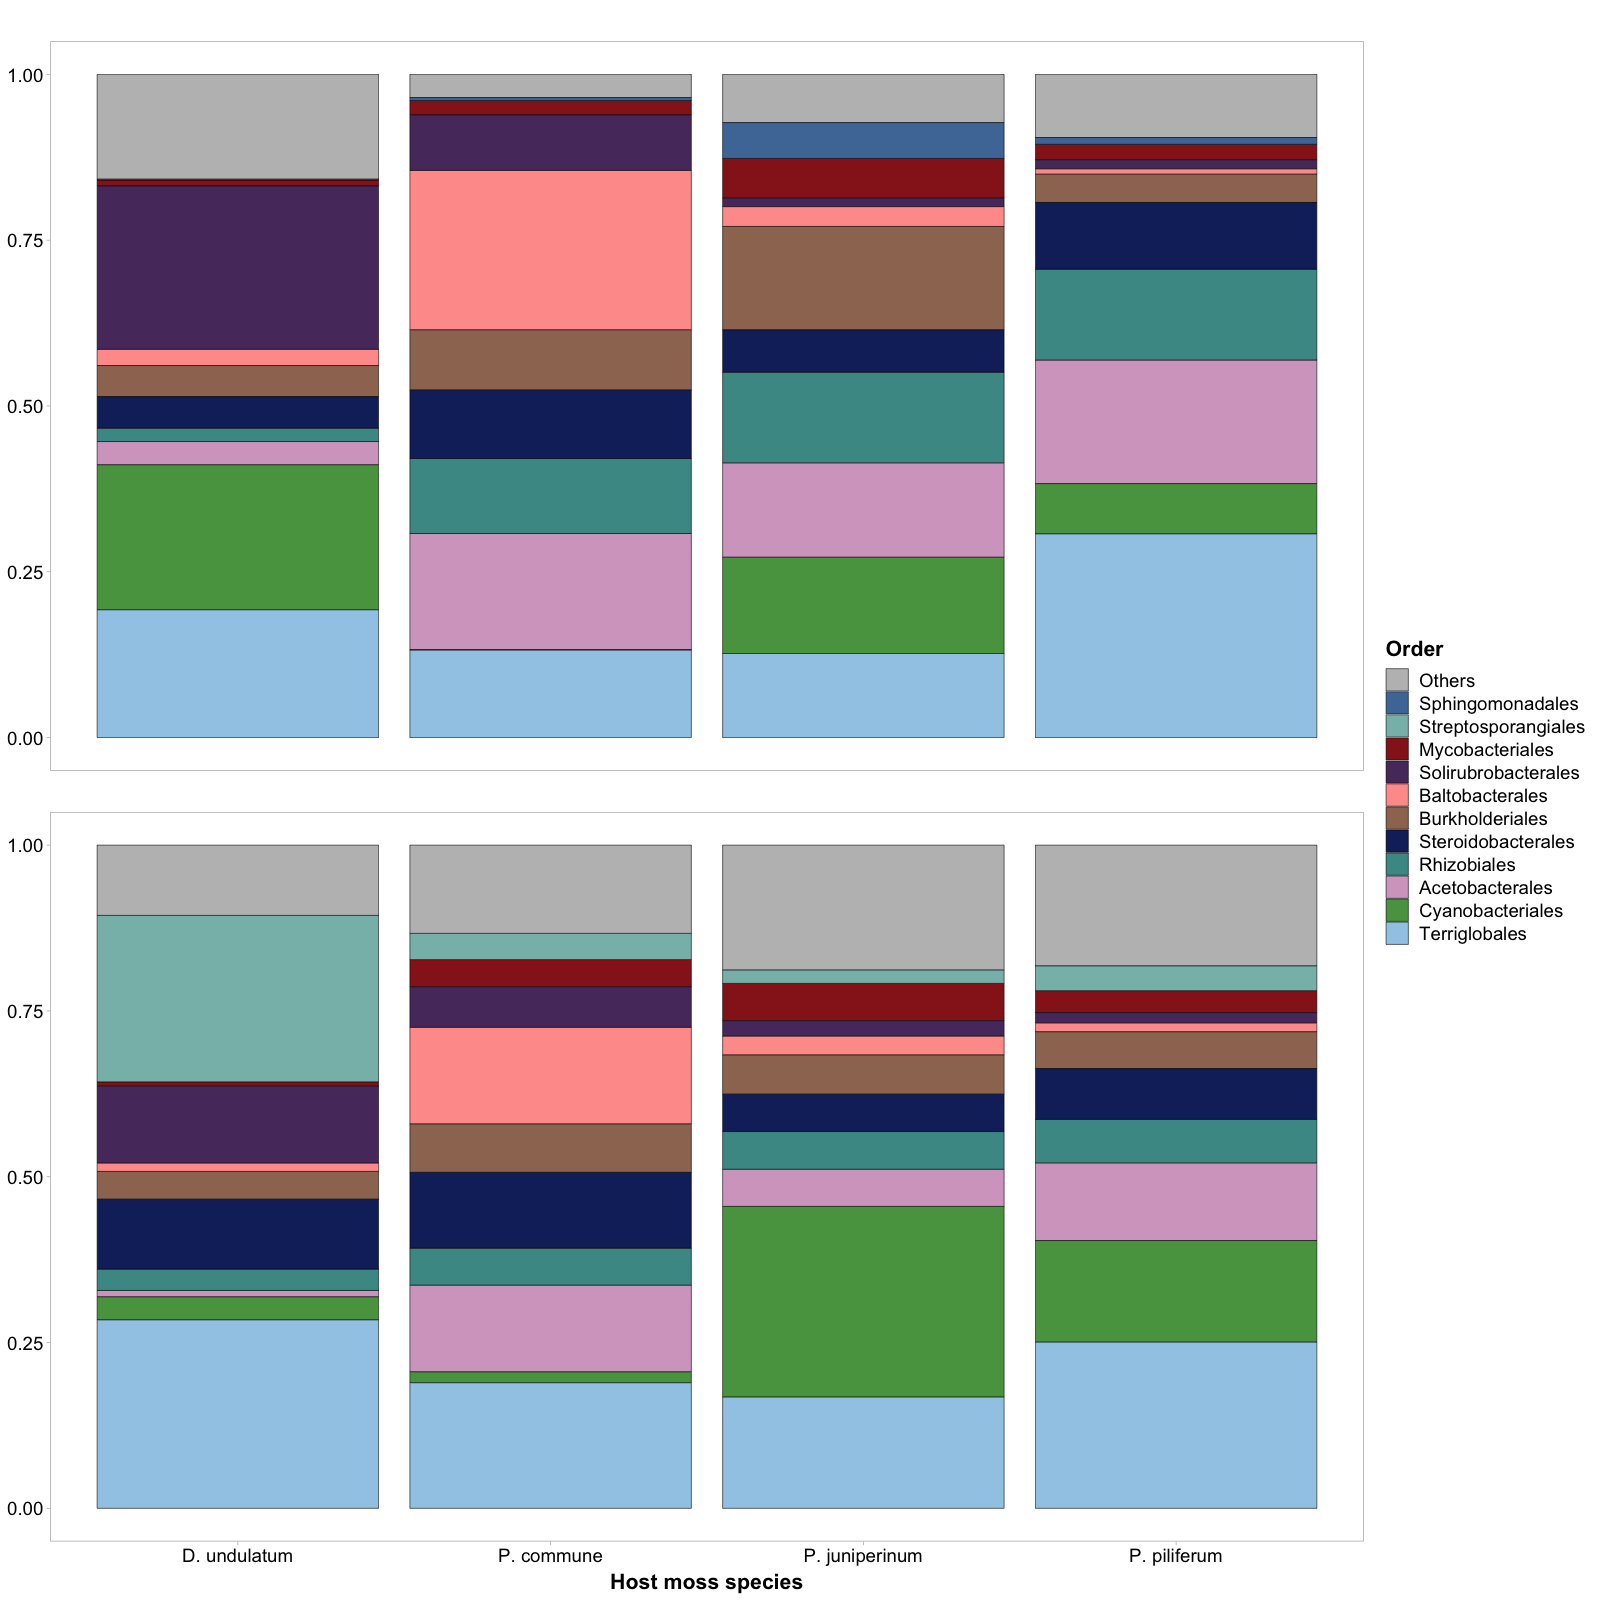 1.00
0.75
0.50
0.25
0.00
1.00
0.75
0.50
0.25
0.00
D. undulatum P. commune P. juniperinum P. piliferum
Host moss species
Order
Others
Sphingomonadales
Streptosporangiales
Mycobacteriales
Solirubrobacterales
Baltobacterales
Burkholderiales
Steroidobacterales
Rhizobiales
Acetobacterales
Cyanobacteriales
Terriglobales